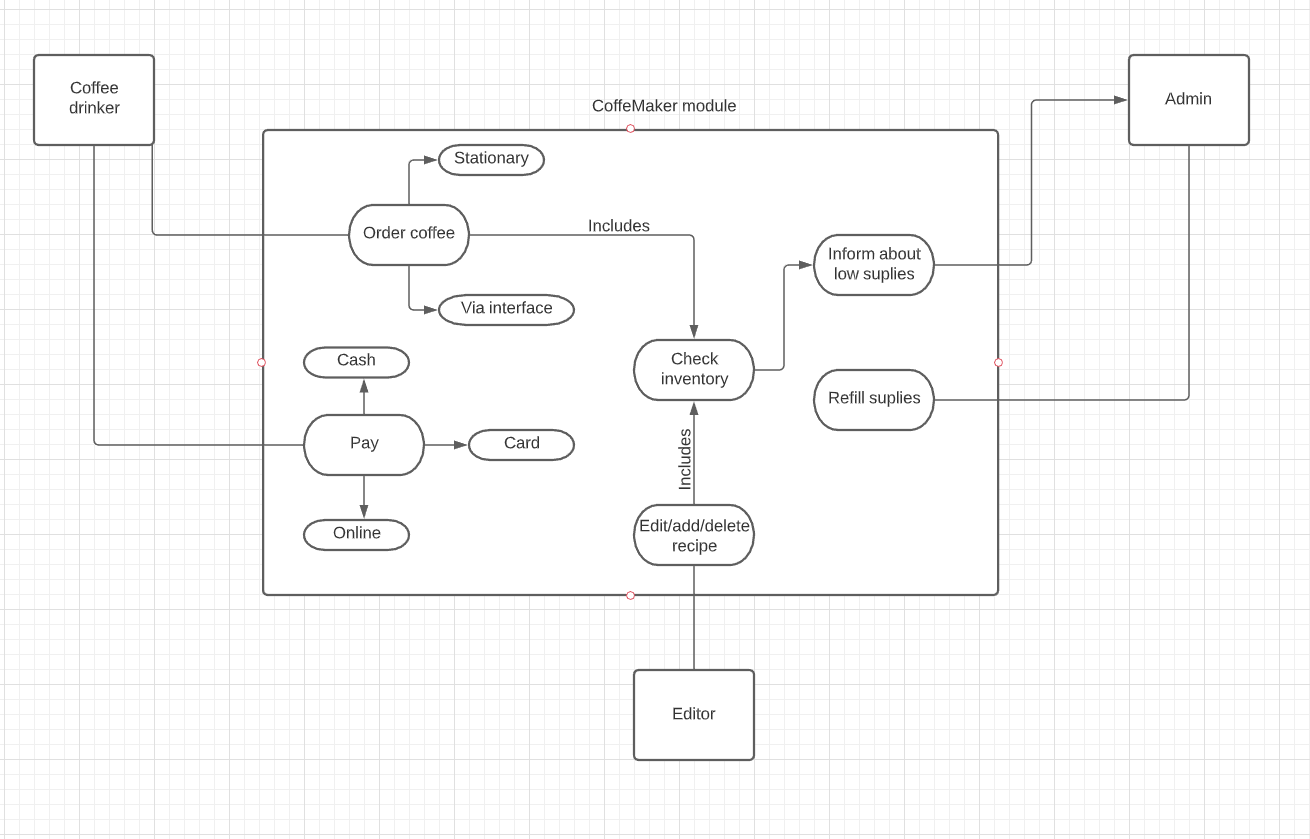 Coffee
drinker
Admin
CoffeMaker module
Stationary
Order coffee
Includes
Inform about
low suplies
Via interface
Cash
Check
inventory
Refill suplies
Pay
Card
Includes
Online
Edit/add/delete
recipe
Editor